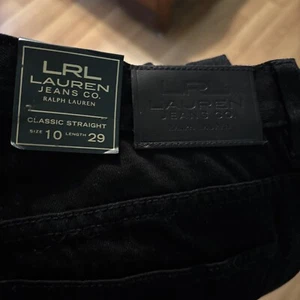 LRL
LAUREN
JEANS CO.
RALPH LAUREN
CLASSIC STRAIGHT
SIZE 10 LENGTH 29
LRL
LAUREN
JEANS CO.